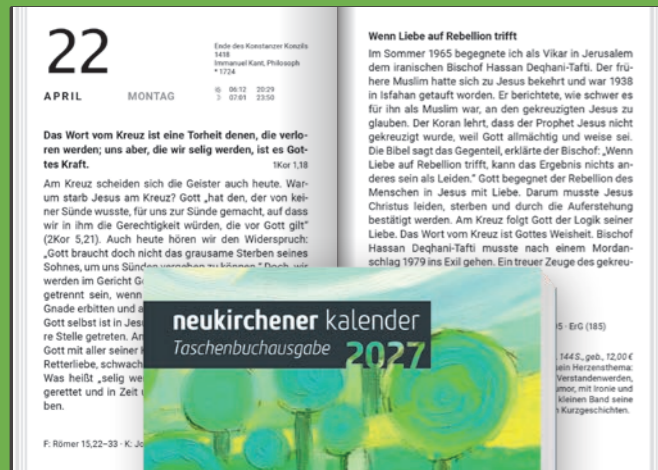 22
APRIL MONTAG
Ende des Konstanzer Konzils
1418
Immanuel Kant, Philosoph
* 1724
06:12 20:29
07:01 23:50
Das Wort vom Kreuz ist eine Torheit denen, die verlo-
ren werden; uns aber, die wir selig werden, ist es Got-
tes Kraft. 1Kor 1,18
Am Kreuz scheiden sich die Geister auch heute. War-
um starb Jesus am Kreuz? Gott „hat den, der von kei-
ner Sünde wusste, für uns zur Sünde gemacht, auf dass
wir in ihm die Gerechtigkeit würden, die vor Gott gilt“
(2Kor 5,21). Auch heute hören wir den Widerspruch:
„Gott braucht doch nicht das grausame Sterben seines
Sohnes, um uns Sünden vergeben zu können.“ Doch, wir
werden im Gericht
getrennt sein, wenn
Gnade erbitten und
Gott selbst ist in
re Stelle getreten.
Gott mit aller seiner
Retterliebe, schwach
Was heißt „selig
gerettet und in Zeit
ben.
F: Römer 15,22–33 · K:
Wenn Liebe auf Rebellion trifft
Im Sommer 1965 begegnete ich als Vikar in Jerusalem
dem iranischen Bischof Hassan Deqhani-Tafti. Der frü-
here Muslim hatte sich zu Jesus bekehrt und war 1938
in Isfahan getauft worden. Er berichtete, wie schwer es
für ihn als Muslim war, an den gekreuzigten Jesus zu
glauben. Der Koran lehrt, dass der Prophet Jesus nicht
gekreuzigt wurde, weil Gott allmächtig und weise sei.
Die Bibel sagt das Gegenteil, erklärte der Bischof: „Wenn
Liebe auf Rebellion trifft, kann das Ergebnis nichts an-
deres sein als Leiden.“ Gott begegnet der Rebellion des
Menschen in Jesus mit Liebe. Darum musste Jesus
Christus leiden, sterben und durch die Auferstehung
bestätigt werden. Am Kreuz folgt Gott der Logik seiner
Liebe. Das Wort vom Kreuz ist Gottes Weisheit. Bischof
Hassan Deqhani-Tafti musste nach einem Mordan-
schlag 1979 ins Exil gehen. Ein treuer Zeuge des gekreu-
· ErG (185)
144 S., geb., 12,00 €
ein Herzensthema:
Verstandenwerden,
umor, mit Ironie und
kleinen Band seine
Kurzgeschichten.
neukirchener kalender
Taschenbuchausgabe 2027